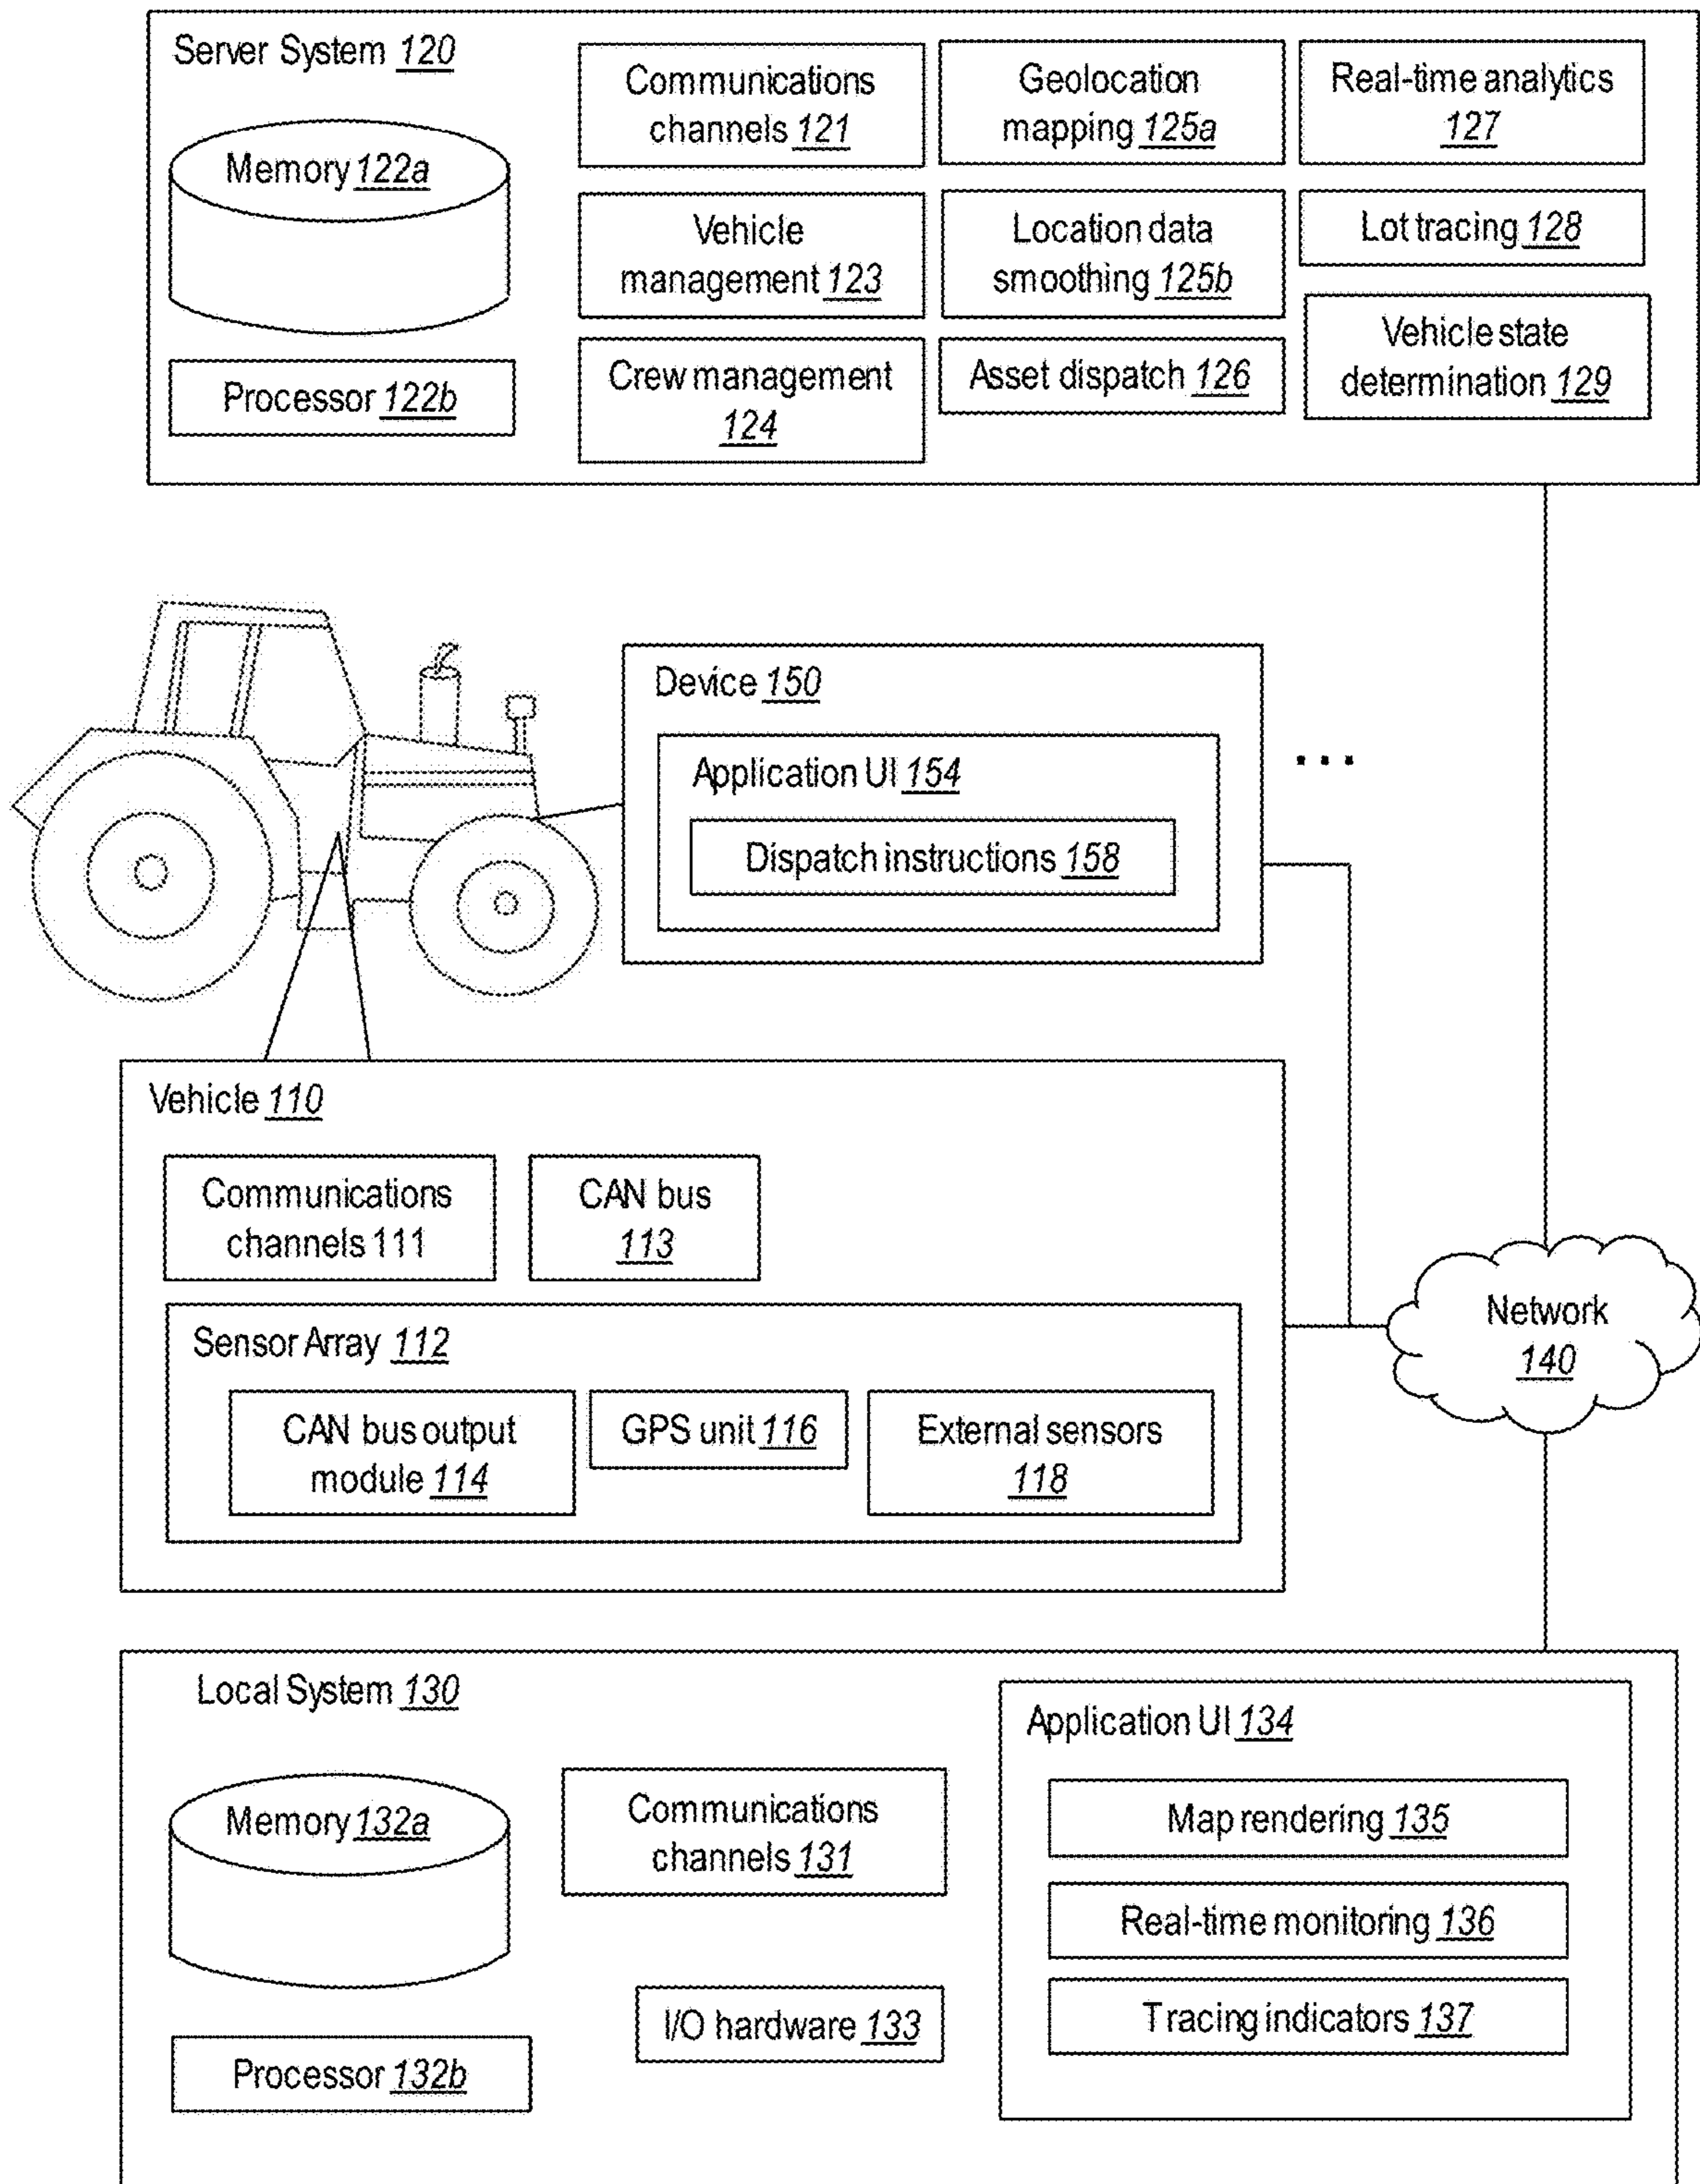 Server System 120
Memory 122a
Processor 122b
Communications
channels 121
Vehicle
management 123
Crew management
124
Geolocation
mapping 125a
Location data
smoothing 125b
Asset dispatch 126
Real-time analytics
127
Lot tracing 128
Vehicle state
determination 129
Device 150
Application UI 154
Dispatch instructions 158
...
Vehicle 110
Communications
channels 111
CAN bus
113
Sensor Array 112
CAN bus output
module 114
GPS unit 116
External sensors
118
Network
140
Local System 130
Memory 132a
Processor 132b
Communications
channels 131
I/O hardware 133
Application UI 134
Map rendering 135
Real-time monitoring 136
Tracing indicators 137